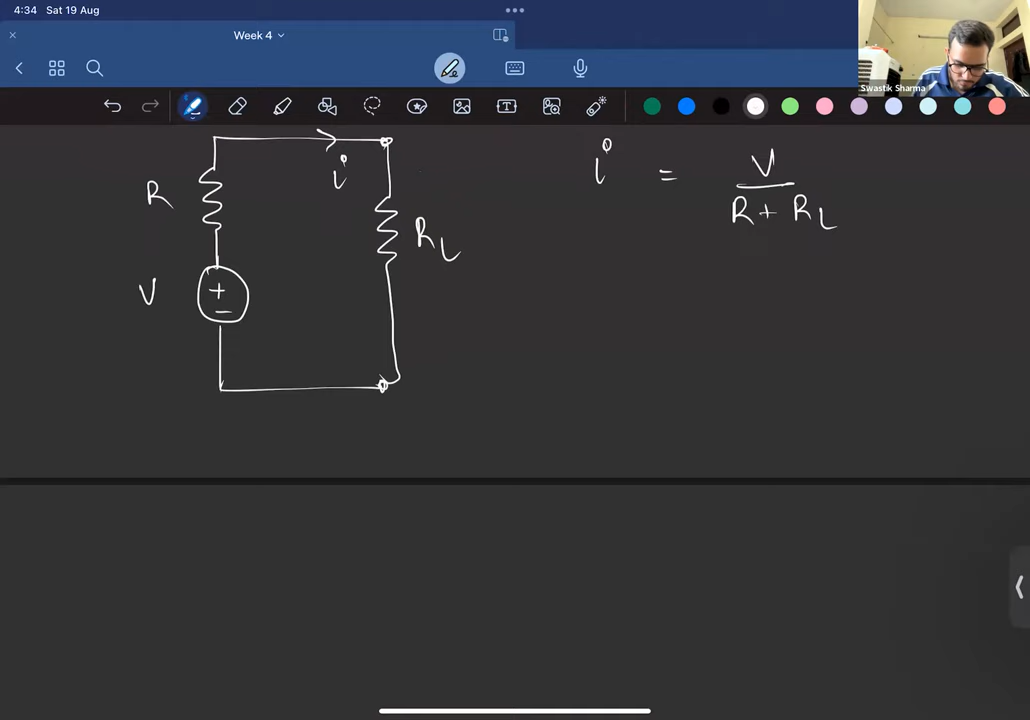 4:34 Sat 19 Aug
Week 4
Swastik Sharma
i
R
R_L
V
+
−
i = V / (R + R_L)